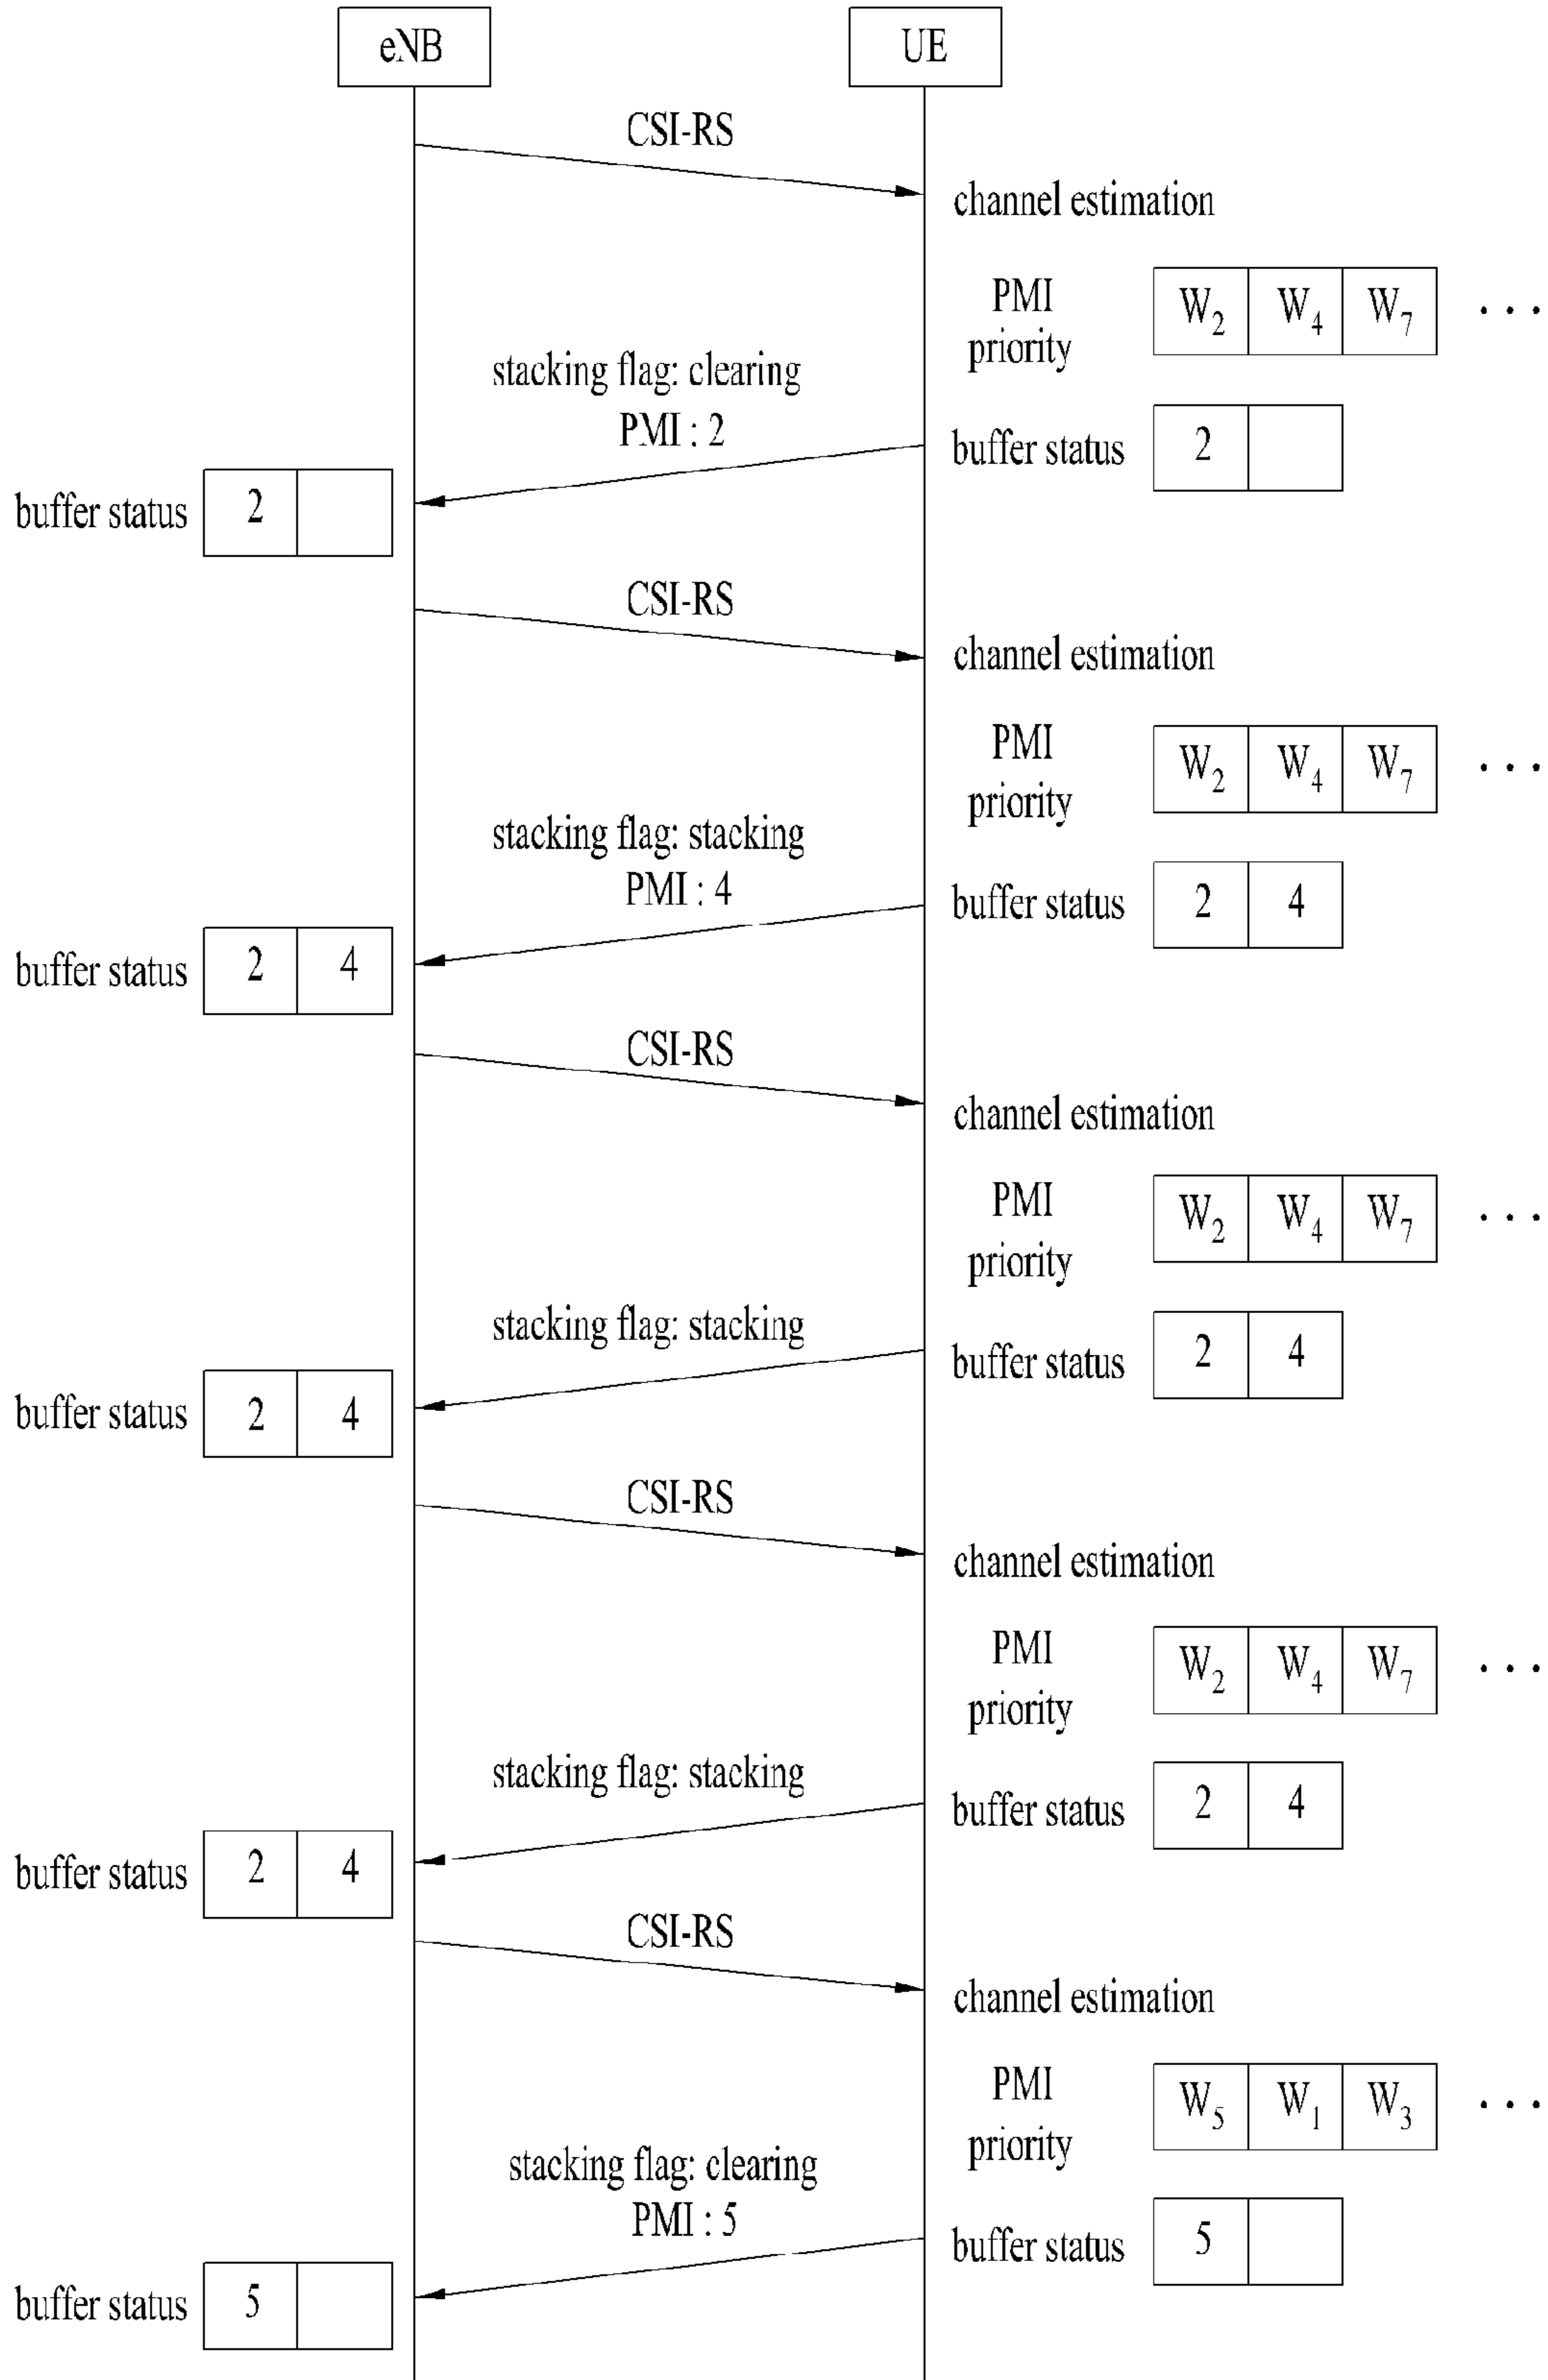 eNB
UE
CSI-RS
channel estimation
PMI
priority
W2 W4 W7 ...
stacking flag: clearing
PMI : 2
buffer status 2
buffer status 2
CSI-RS
channel estimation
PMI
priority
W2 W4 W7 ...
stacking flag: stacking
PMI : 4
buffer status 2 4
buffer status 2 4
CSI-RS
channel estimation
PMI
priority
W2 W4 W7 ...
stacking flag: stacking
buffer status 2 4
buffer status 2 4
CSI-RS
channel estimation
PMI
priority
W2 W4 W7 ...
stacking flag: stacking
buffer status 2 4
buffer status 2 4
CSI-RS
channel estimation
PMI
priority
W5 W1 W3 ...
stacking flag: clearing
PMI : 5
buffer status 5
buffer status 5